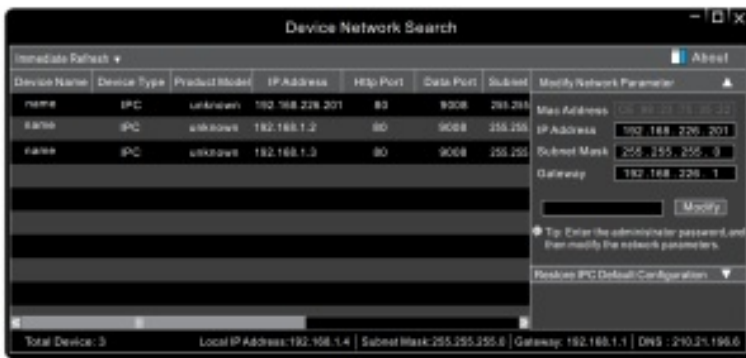 Device Network Search
Immediate Refresh
About
Device Name Device Type Product Model IP Address Http Port Data Port Subnet
name IPC unknown 192.168.226.201 80 9008 255.255
name IPC unknown 192.168.1.2 80 9008 255.255
name IPC unknown 192.168.1.3 80 9008 255.255
Modify Network Parameter
Mac Address
IP Address 192 . 168 . 226 . 201
Subnet Mask 255 . 255 . 255 . 0
Gateway 192 . 168 . 226 . 1
Modify
Tip: Enter the administrator password, and
then modify the network parameters.
Restore IPC Default Configuration
Total Device: 3 Local IP Address:192.168.1.4 Subnet Mask:255.255.255.0 Gateway: 192.168.1.1 DNS : 210.21.196.6